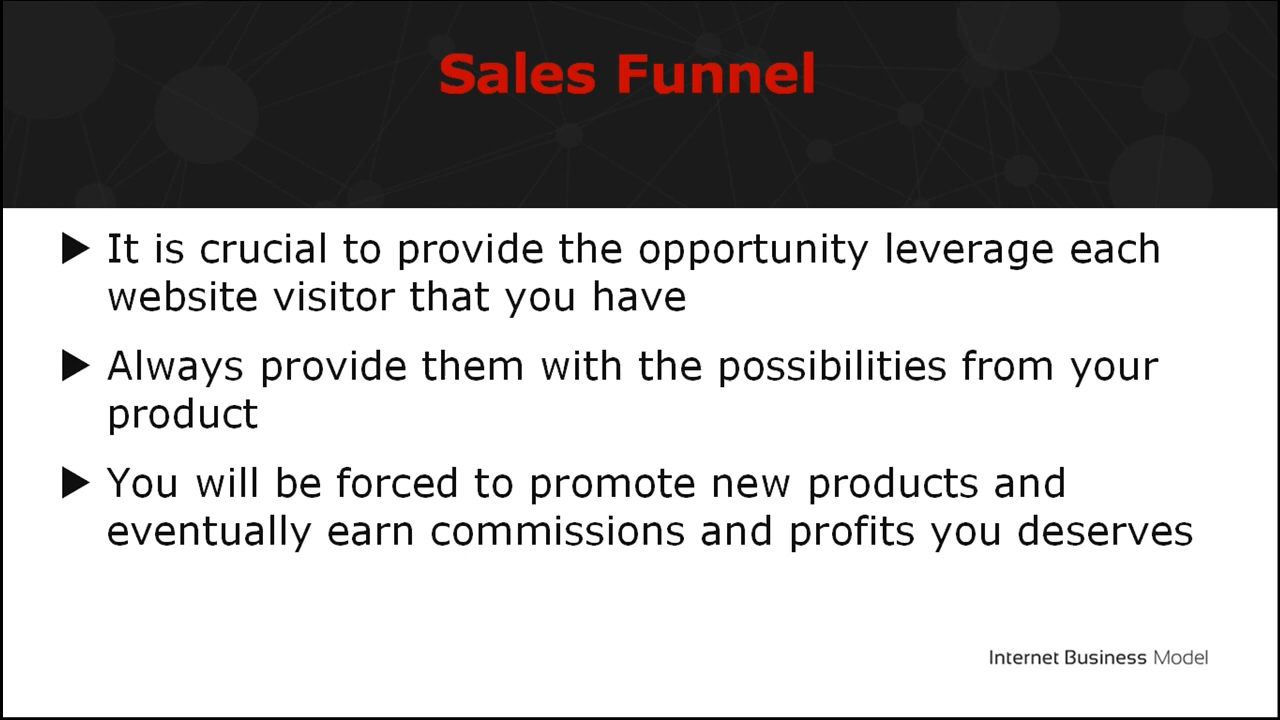 Sales Funnel
▶ It is crucial to provide the opportunity leverage each
website visitor that you have
▶ Always provide them with the possibilities from your
product
▶ You will be forced to promote new products and
eventually earn commissions and profits you deserves
Internet Business Model